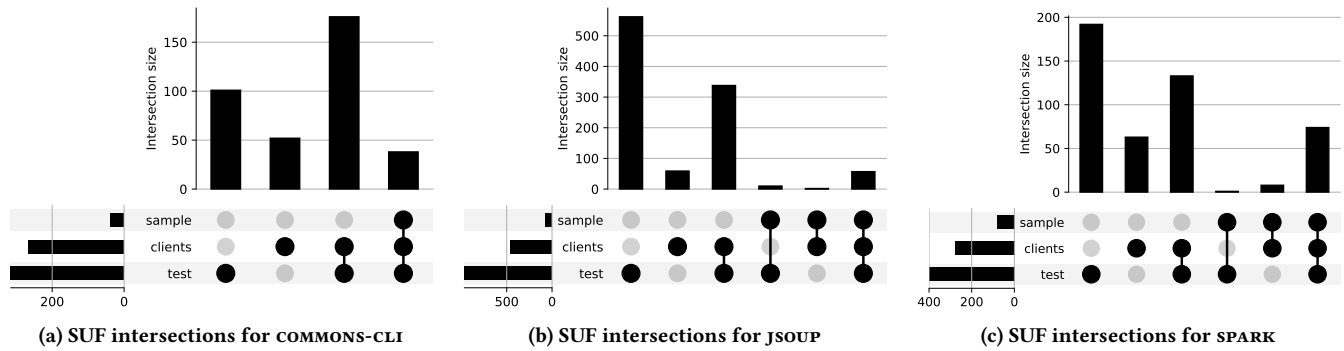 150
100
50
0
Intersection size
sample
clients
test
200
0
(a) SUF intersections for COMMONS-CLI
500
400
300
200
100
0
Intersection size
sample
clients
test
500
0
(b) SUF intersections for JSOUP
200
150
100
50
0
Intersection size
sample
clients
test
400
200
0
(c) SUF intersections for SPARK